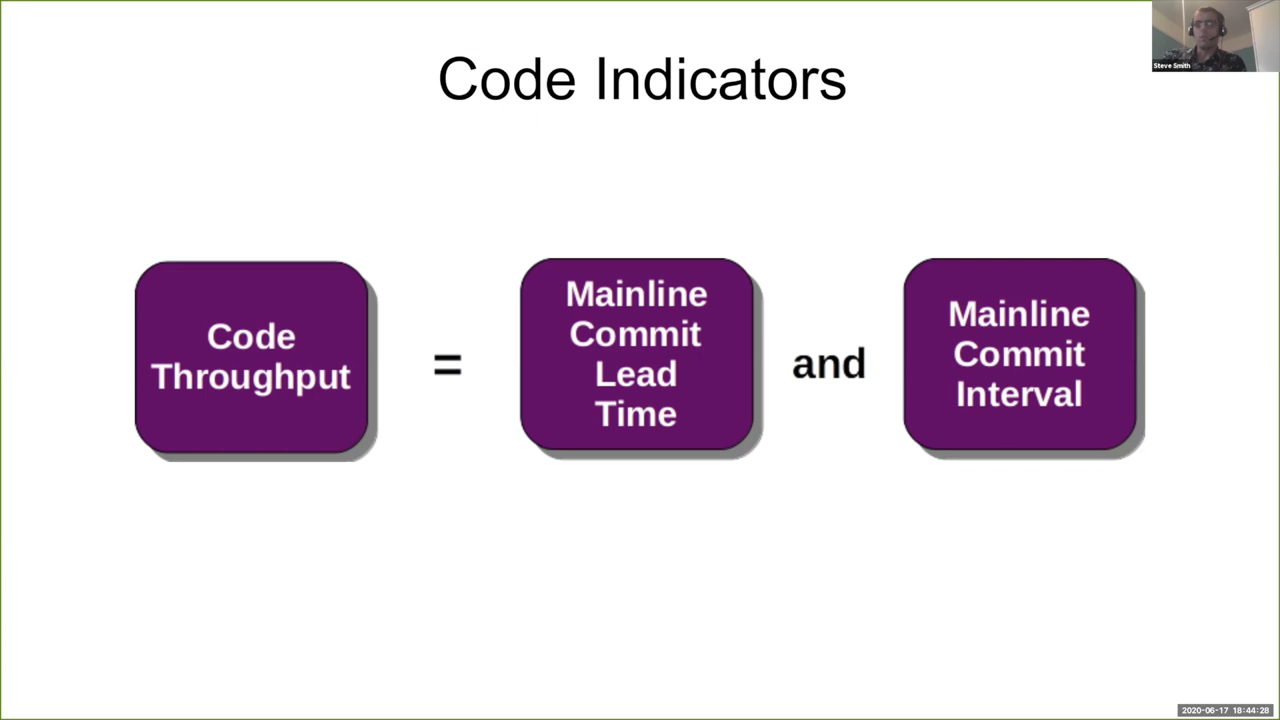 Steve Smith
Code Indicators
Code
Throughput
=
Mainline
Commit
Lead
Time
and
Mainline
Commit
Interval
2020-06-17 18:44:28